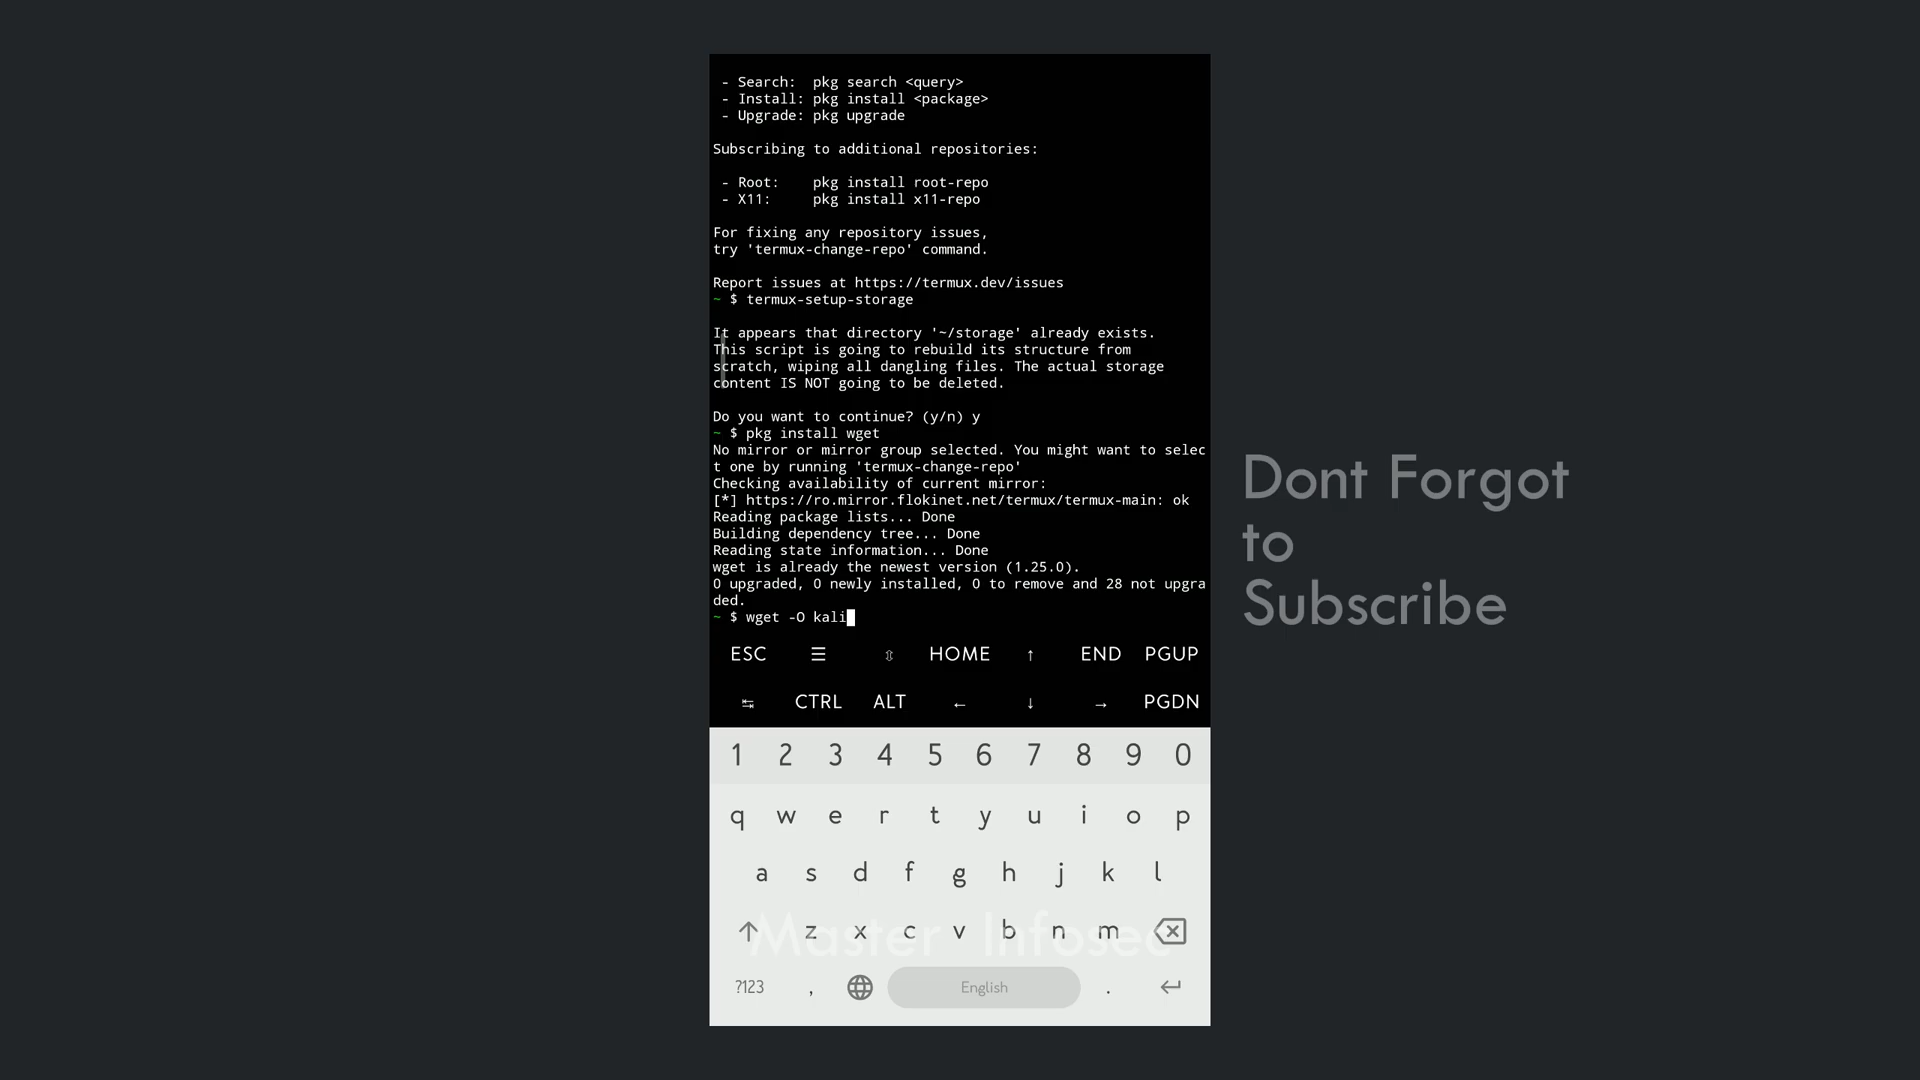 - Search:  pkg search <query>
- Install: pkg install <package>
- Upgrade: pkg upgrade
Subscribing to additional repositories:
- Root:    pkg install root-repo
- X11:     pkg install x11-repo
For fixing any repository issues,
try 'termux-change-repo' command.
Report issues at https://termux.dev/issues
~ $ termux-setup-storage
It appears that directory '~/storage' already exists.
This script is going to rebuild its structure from
scratch, wiping all dangling files. The actual storage
content IS NOT going to be deleted.
Do you want to continue? (y/n) y
~ $ pkg install wget
No mirror or mirror group selected. You might want to selec
t one by running 'termux-change-repo'
Checking availability of current mirror:
[*] https://ro.mirror.flokinet.net/termux/termux-main: ok
Reading package lists... Done
Building dependency tree... Done
Reading state information... Done
wget is already the newest version (1.25.0).
0 upgraded, 0 newly installed, 0 to remove and 28 not upgra
ded.
~ $ wget -O kali
ESC ☰ ⇳ HOME ↑ END PGUP
↹ CTRL ALT ← ↓ → PGDN
1 2 3 4 5 6 7 8 9 0
q w e r t y u i o p
a s d f g h j k l
z x c v b n m
?123 , English .
Master Infosec
Dont Forgot
to
Subscribe